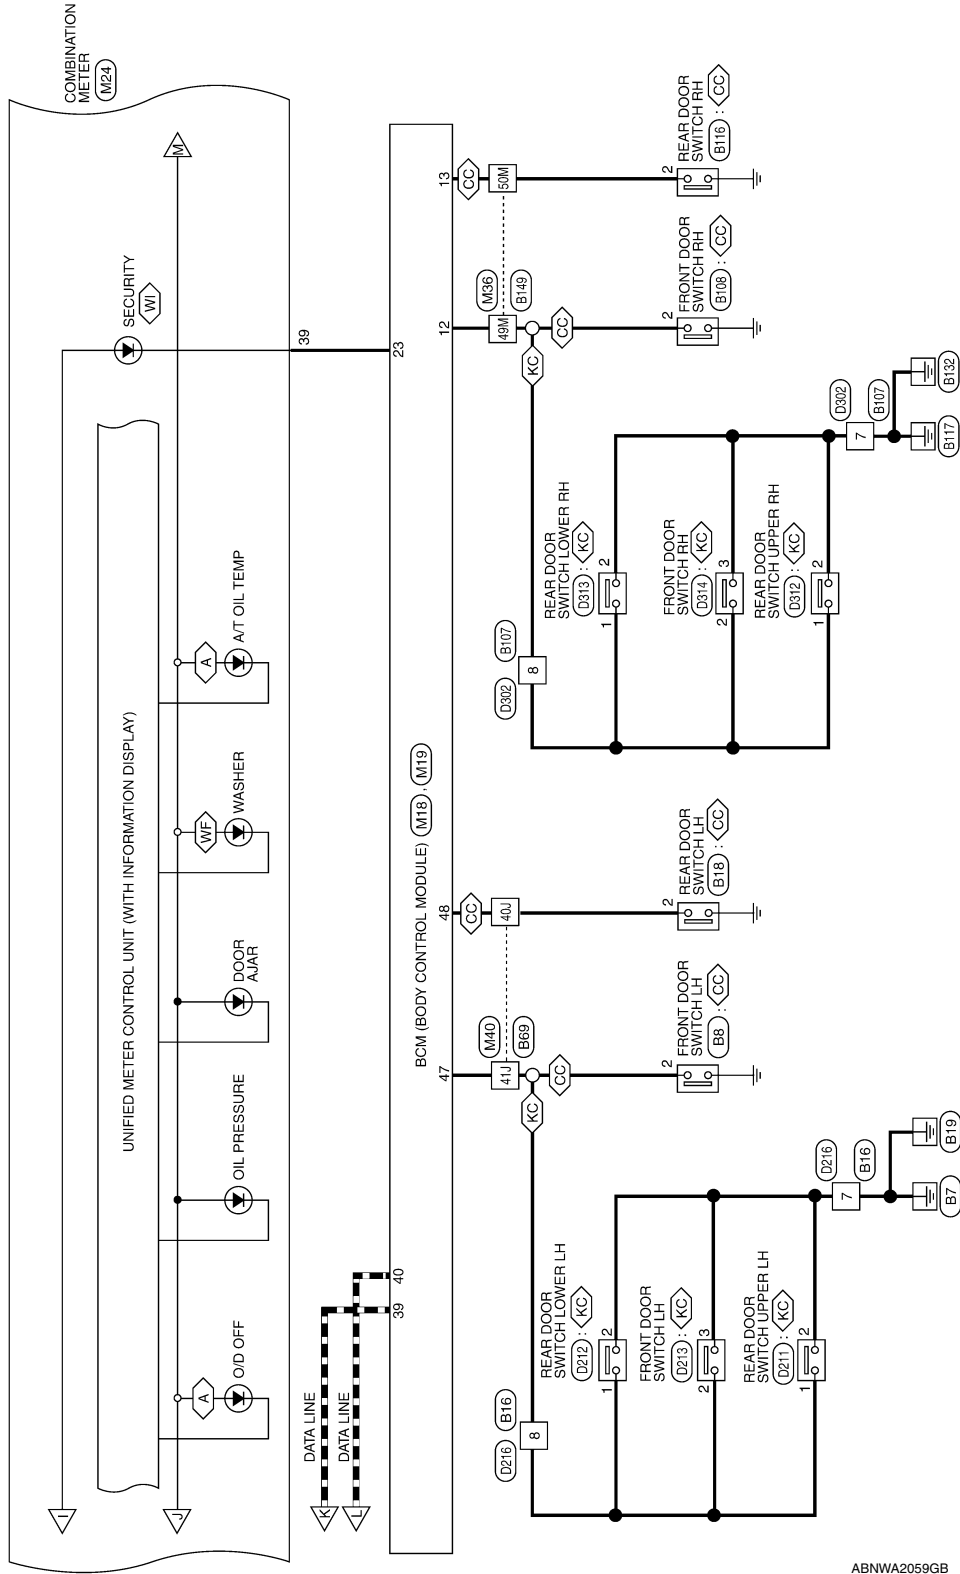 COMBINATION
METER
M24
I
J
M
UNIFIED METER CONTROL UNIT (WITH INFORMATION DISPLAY)
SECURITY
WI
39
A
O/D OFF
OIL PRESSURE
DOOR
AJAR
WF
WASHER
A
A/T OIL TEMP
DATA LINE
K
DATA LINE
L
39
40
23
BCM (BODY CONTROL MODULE) M18 , M19
47
48
12
13
41J
M40
B69
40J
CC
49M
M36
B149
50M
CC
KC
CC
KC
CC
2
FRONT DOOR
SWITCH LH
B8 : CC
2
REAR DOOR
SWITCH LH
B18 : CC
2
FRONT DOOR
SWITCH RH
B108 : CC
2
REAR DOOR
SWITCH RH
B116 : CC
D216
8
B16
REAR DOOR
SWITCH LOWER LH
D212 : KC
1
2
FRONT DOOR
SWITCH LH
D213 : KC
2
3
REAR DOOR
SWITCH UPPER LH
D211 : KC
1
2
D216
7
B16
B7
B19
D302
8
B107
REAR DOOR
SWITCH LOWER RH
D313 : KC
1
2
FRONT DOOR
SWITCH RH
D314 : KC
2
3
REAR DOOR
SWITCH UPPER RH
D312 : KC
1
2
D302
7
B107
B117
B132
ABNWA2059GB